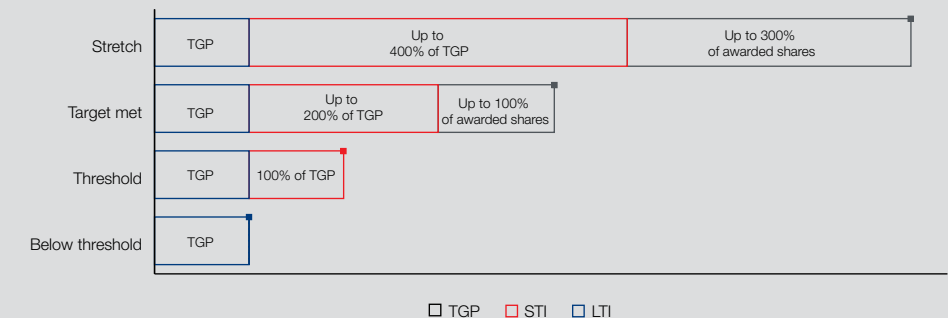 Stretch
TGP
Up to
400% of TGP
Up to 300%
of awarded shares
Target met
TGP
Up to
200% of TGP
Up to 100%
of awarded shares
Threshold
TGP
100% of TGP
Below threshold
TGP
TGP STI LTI